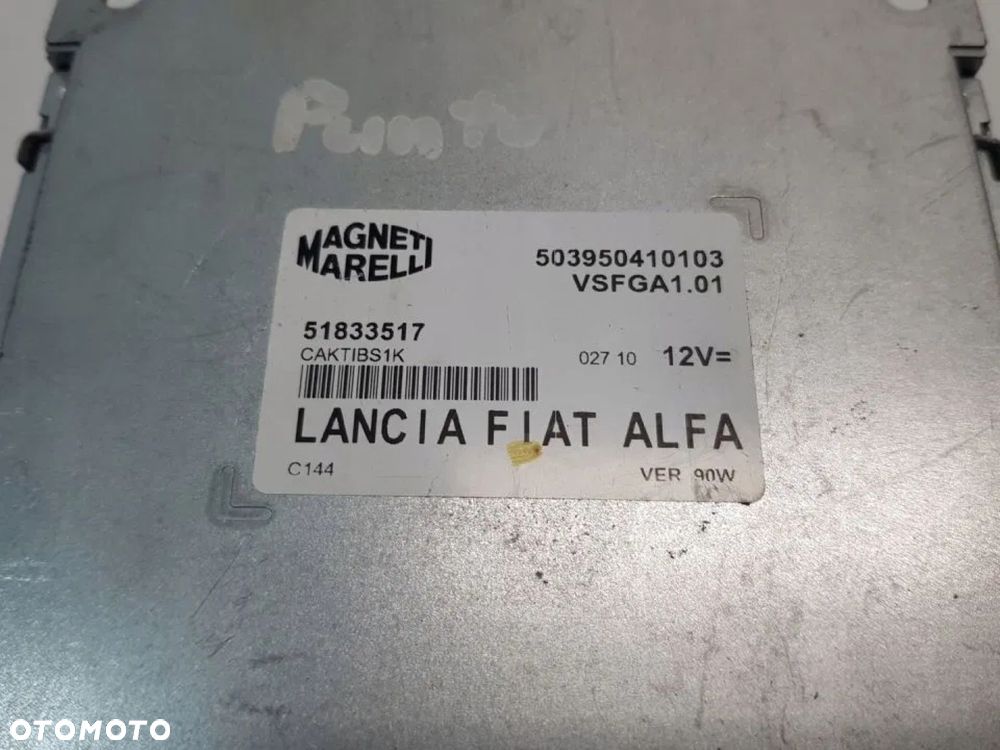 Punto
MAGNETI
MARELLI
503950410103
VSFGA1.01
51833517
CAKTIBS1K
027 10 12V=
LANCIA FIAT ALFA
C144
VER 90W
OTOMOTO